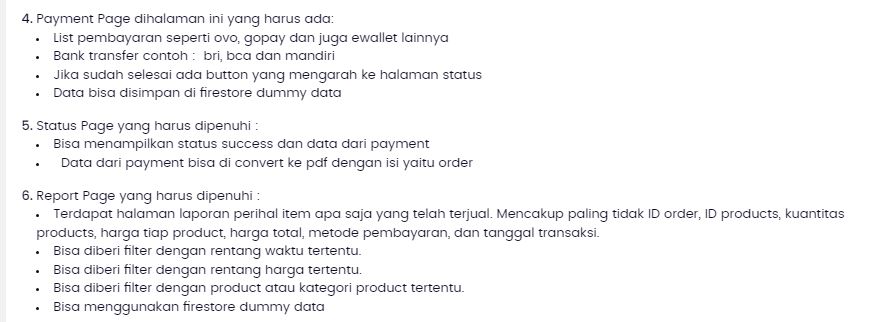 4. Payment Page dihalaman ini yang harus ada:
• List pembayaran seperti ovo, gopay dan juga ewallet lainnya
• Bank transfer contoh : bri, bca dan mandiri
• Jika sudah selesai ada button yang mengarah ke halaman status
• Data bisa disimpan di firestore dummy data
5. Status Page yang harus dipenuhi :
• Bisa menampilkan status success dan data dari payment
• Data dari payment bisa di convert ke pdf dengan isi yaitu order
6. Report Page yang harus dipenuhi :
• Terdapat halaman laporan perihal item apa saja yang telah terjual. Mencakup paling tidak ID order, ID products, kuantitas
products, harga tiap product, harga total, metode pembayaran, dan tanggal transaksi.
• Bisa diberi filter dengan rentang waktu tertentu.
• Bisa diberi filter dengan rentang harga tertentu.
• Bisa diberi filter dengan product atau kategori product tertentu.
• Bisa menggunakan firestore dummy data